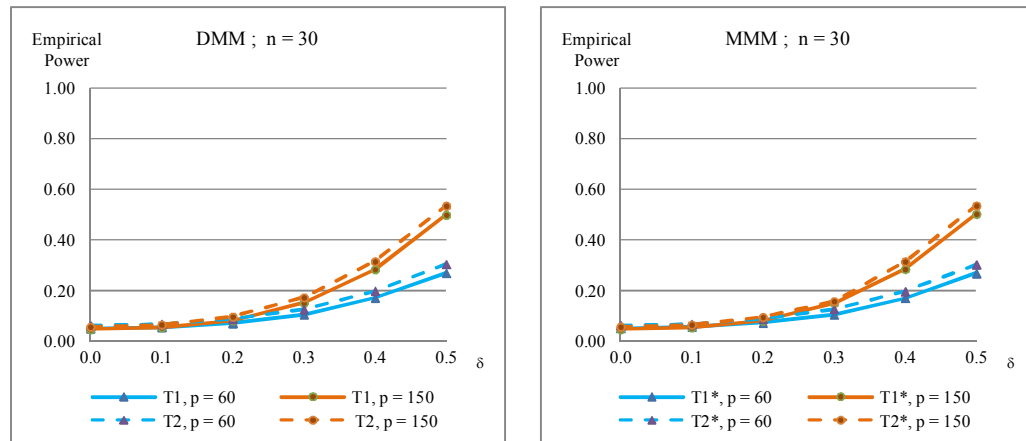 Empirical
Power
DMM ; n = 30
1.00
0.80
0.60
0.40
0.20
0.00
0.0 0.1 0.2 0.3 0.4 0.5 δ
T1, p = 60 T1, p = 150
T2, p = 60 T2, p = 150
Empirical
Power
MMM ; n = 30
1.00
0.80
0.60
0.40
0.20
0.00
0.0 0.1 0.2 0.3 0.4 0.5 δ
T1*, p = 60 T1*, p = 150
T2*, p = 60 T2*, p = 150